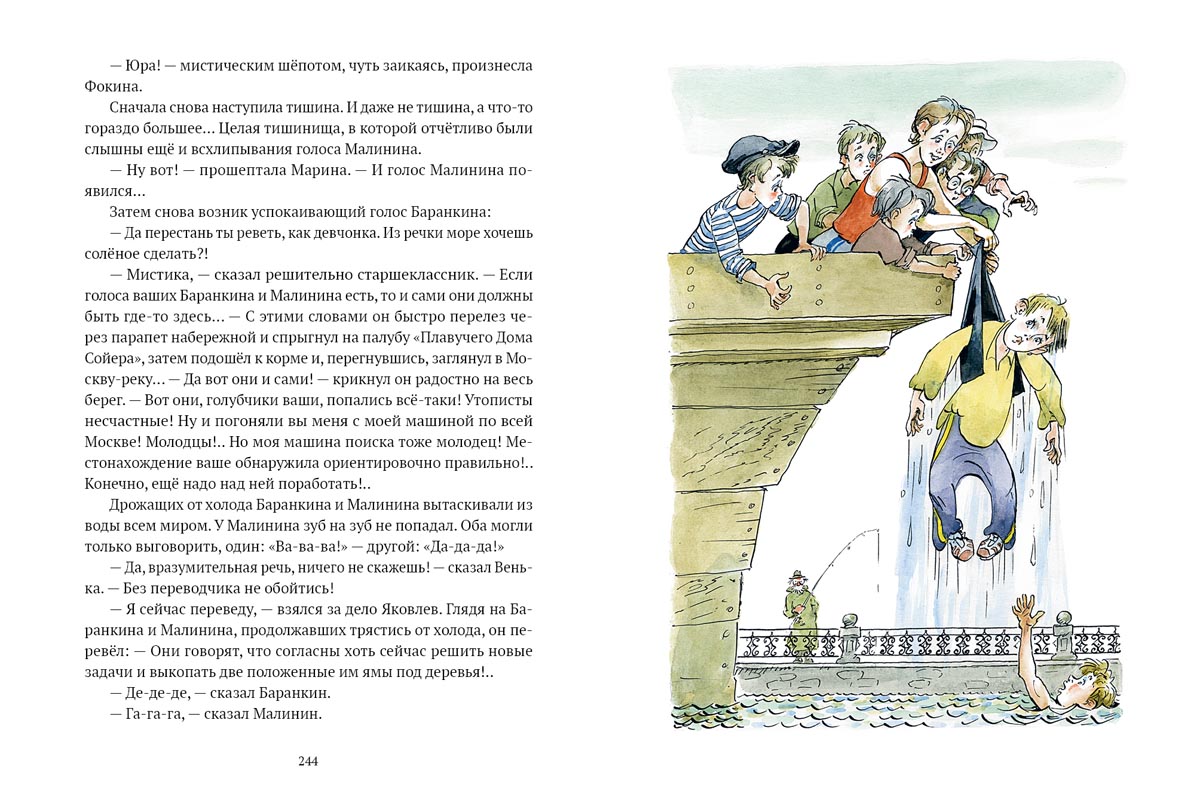 — Юра! — мистическим шёпотом, чуть заикаясь, произнесла
Фокина.
Сначала снова наступила тишина. И даже не тишина, а что-то
гораздо большее… Целая тишинища, в которой отчётливо были
слышны ещё и всхлипывания голоса Малинина.
— Ну вот! — прошептала Марина. — И голос Малинина по-
явился…
Затем снова возник успокаивающий голос Баранкина:
— Да перестань ты реветь, как девчонка. Из речки море хочешь
солёное сделать?!
— Мистика, — сказал решительно старшеклассник. — Если
голоса ваших Баранкина и Малинина есть, то и сами они должны
быть где-то здесь… — С этими словами он быстро перелез че-
рез парапет набережной и спрыгнул на палубу «Плавучего Дома
Сойера», затем подошёл к корме и, перегнувшись, заглянул в Мо-
скву-реку… — Да вот они и сами! — крикнул он радостно на весь
берег. — Вот они, голубчики ваши, попались всё-таки! Утописты
несчастные! Ну и погоняли вы меня с моей машиной по всей
Москве! Молодцы!.. Но моя машина поиска тоже молодец! Ме-
стонахождение ваше обнаружила ориентировочно правильно!..
Конечно, ещё надо над ней поработать!..
Дрожащих от холода Баранкина и Малинина вытаскивали из
воды всем миром. У Малинина зуб на зуб не попадал. Оба могли
только выговорить, один: «Ва-ва-ва!» — другой: «Да-да-да!»
— Да, вразумительная речь, ничего не скажешь! — сказал Вень-
ка. — Без переводчика не обойтись!
— Я сейчас переведу, — взялся за дело Яковлев. Глядя на Ба-
ранкина и Малинина, продолжавших трястись от холода, он пе-
ревёл: — Они говорят, что согласны хоть сейчас решить новые
задачи и выкопать две положенные им ямы под деревья!..
— Де-де-де, — сказал Баранкин.
— Га-га-га, — сказал Малинин.
244